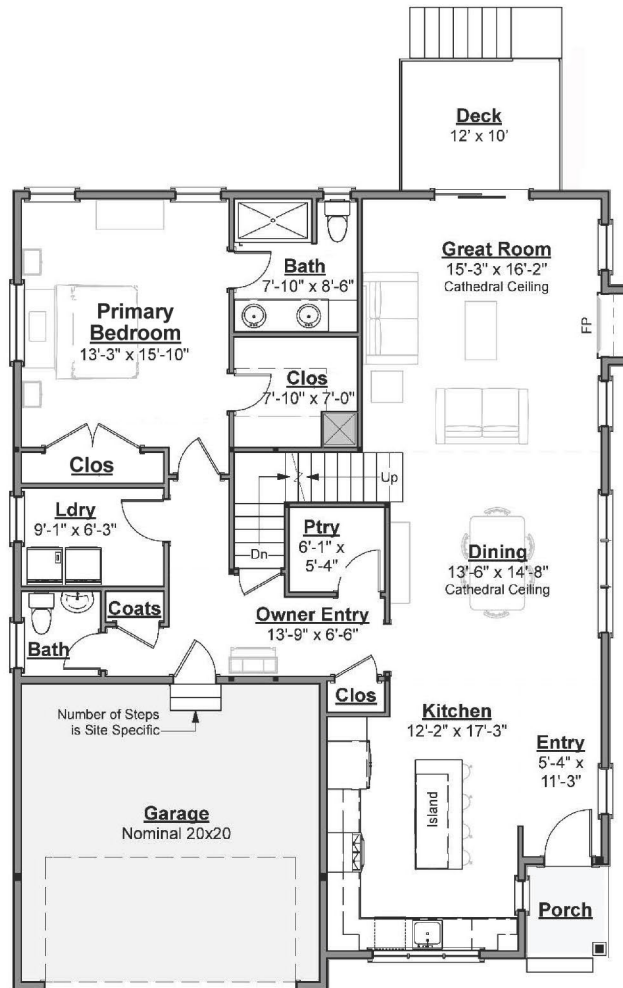 Deck
12' x 10'
Great Room
15'-3" x 16'-2"
Cathedral Ceiling
Bath
7'-10" x 8'-6"
Primary
Bedroom
13'-3" x 15'-10"
FP
Clos
7'-10" x 7'-0"
Clos
Up
Ldry
9'-1" x 6'-3"
Ptry
6'-1" x
5'-4"
Dn
Dining
13'-6" x 14'-8"
Cathedral Ceiling
Coats
Owner Entry
13'-9" x 6'-6"
Bath
Clos
Number of Steps
is Site Specific
Kitchen
12'-2" x 17'-3"
Entry
5'-4" x
11'-3"
Garage
Nominal 20x20
Island
Porch